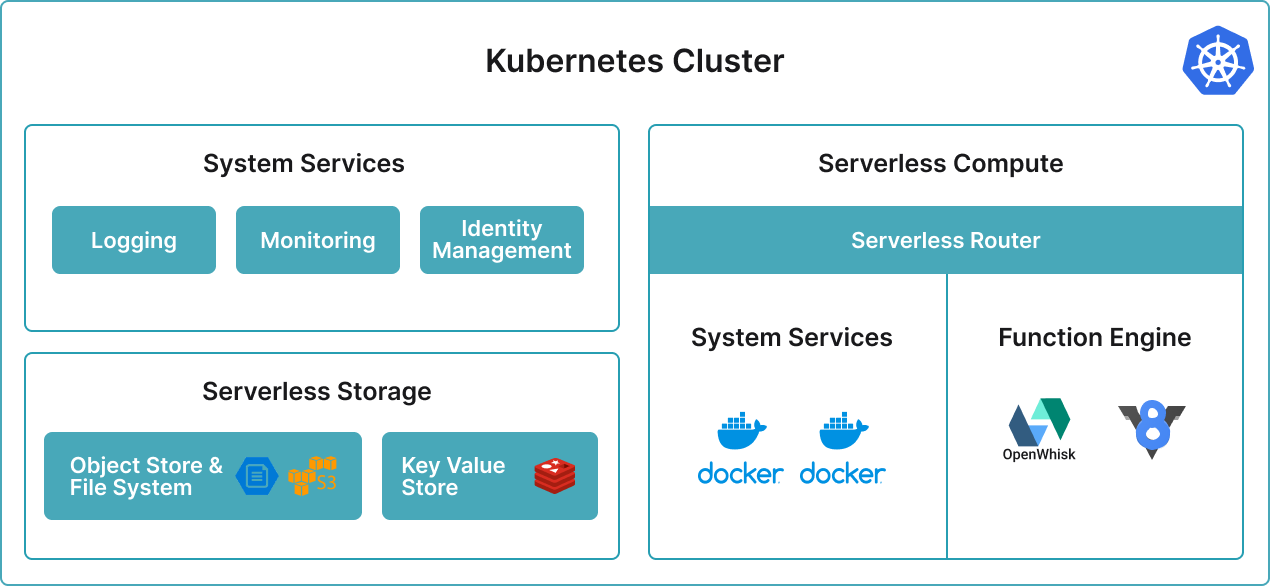 Kubernetes Cluster
System Services
Logging
Monitoring
Identity
Management
Serverless Storage
Object Store &
File System
S3
Key Value
Store
Serverless Compute
Serverless Router
System Services
docker
docker
Function Engine
OpenWhisk
8